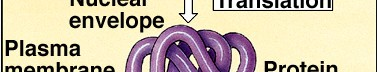 Nuclear
envelope
Translation
Plasma
membrane
Protein